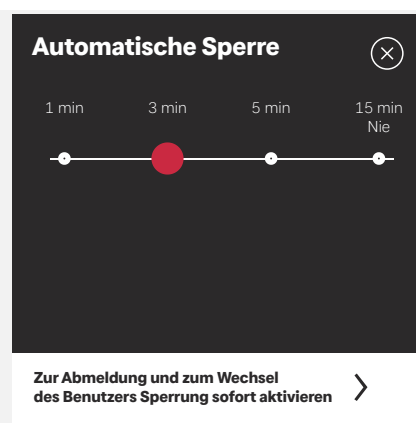 Automatische Sperre
1 min 3 min 5 min 15 min
Nie
Zur Abmeldung und zum Wechsel
des Benutzers Sperrung sofort aktivieren